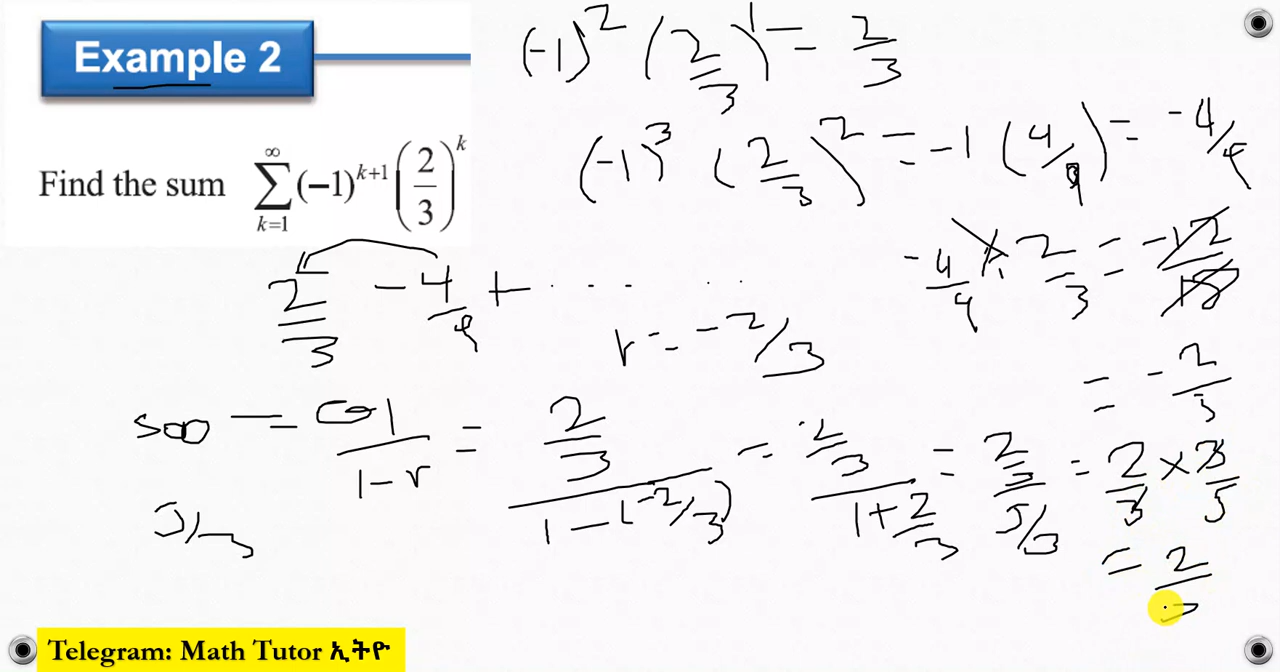 Example 2
Find the sum ∑_{k=1}^{∞} (−1)^{k+1} (2/3)^k
(-1)^2 (2/3)^1 = 2/3
(-1)^3 (2/3)^2 = -1 (4/9) = -4/9
2/3 - 4/9 + . . . . . .
r = -2/3
-4/9 × 2/3 = -12/18
= -2/3
S∞ = G1/(1-r) = (2/3)/(1-(-2/3)) = (2/3)/(1+2/3) = (2/3)/(5/3) = 2/3 × 3/5
5/3
= 2/5
Telegram: Math Tutor ኢትዮ